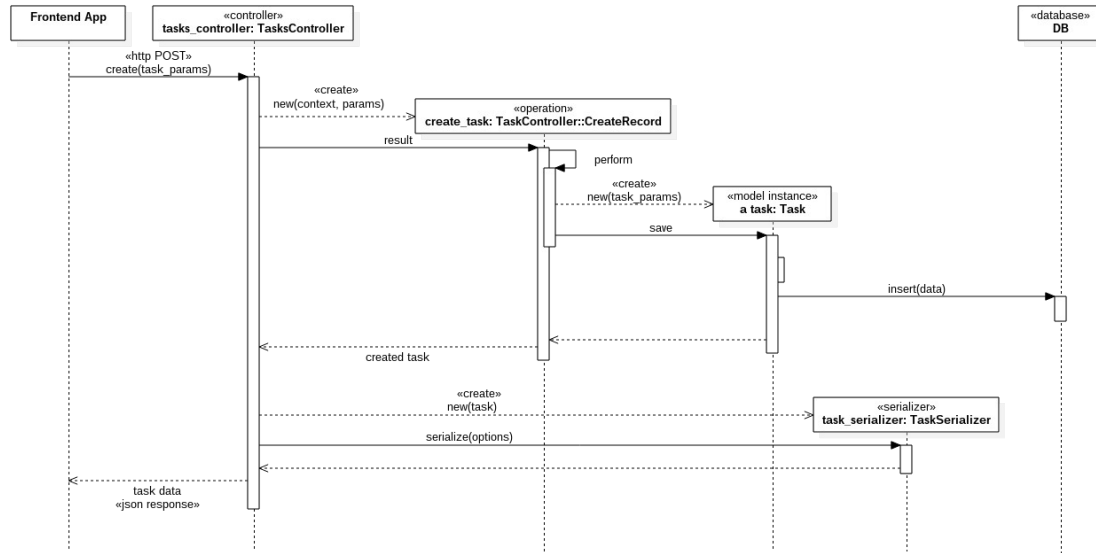 Frontend App
«controller»
tasks_controller: TasksController
«database»
DB
«http POST»
create(task_params)
«create»
new(context, params)
«operation»
create_task: TaskController::CreateRecord
result
perform
«create»
new(task_params)
«model instance»
a task: Task
save
insert(data)
created task
«create»
new(task)
«serializer»
task_serializer: TaskSerializer
serialize(options)
task data
«json response»